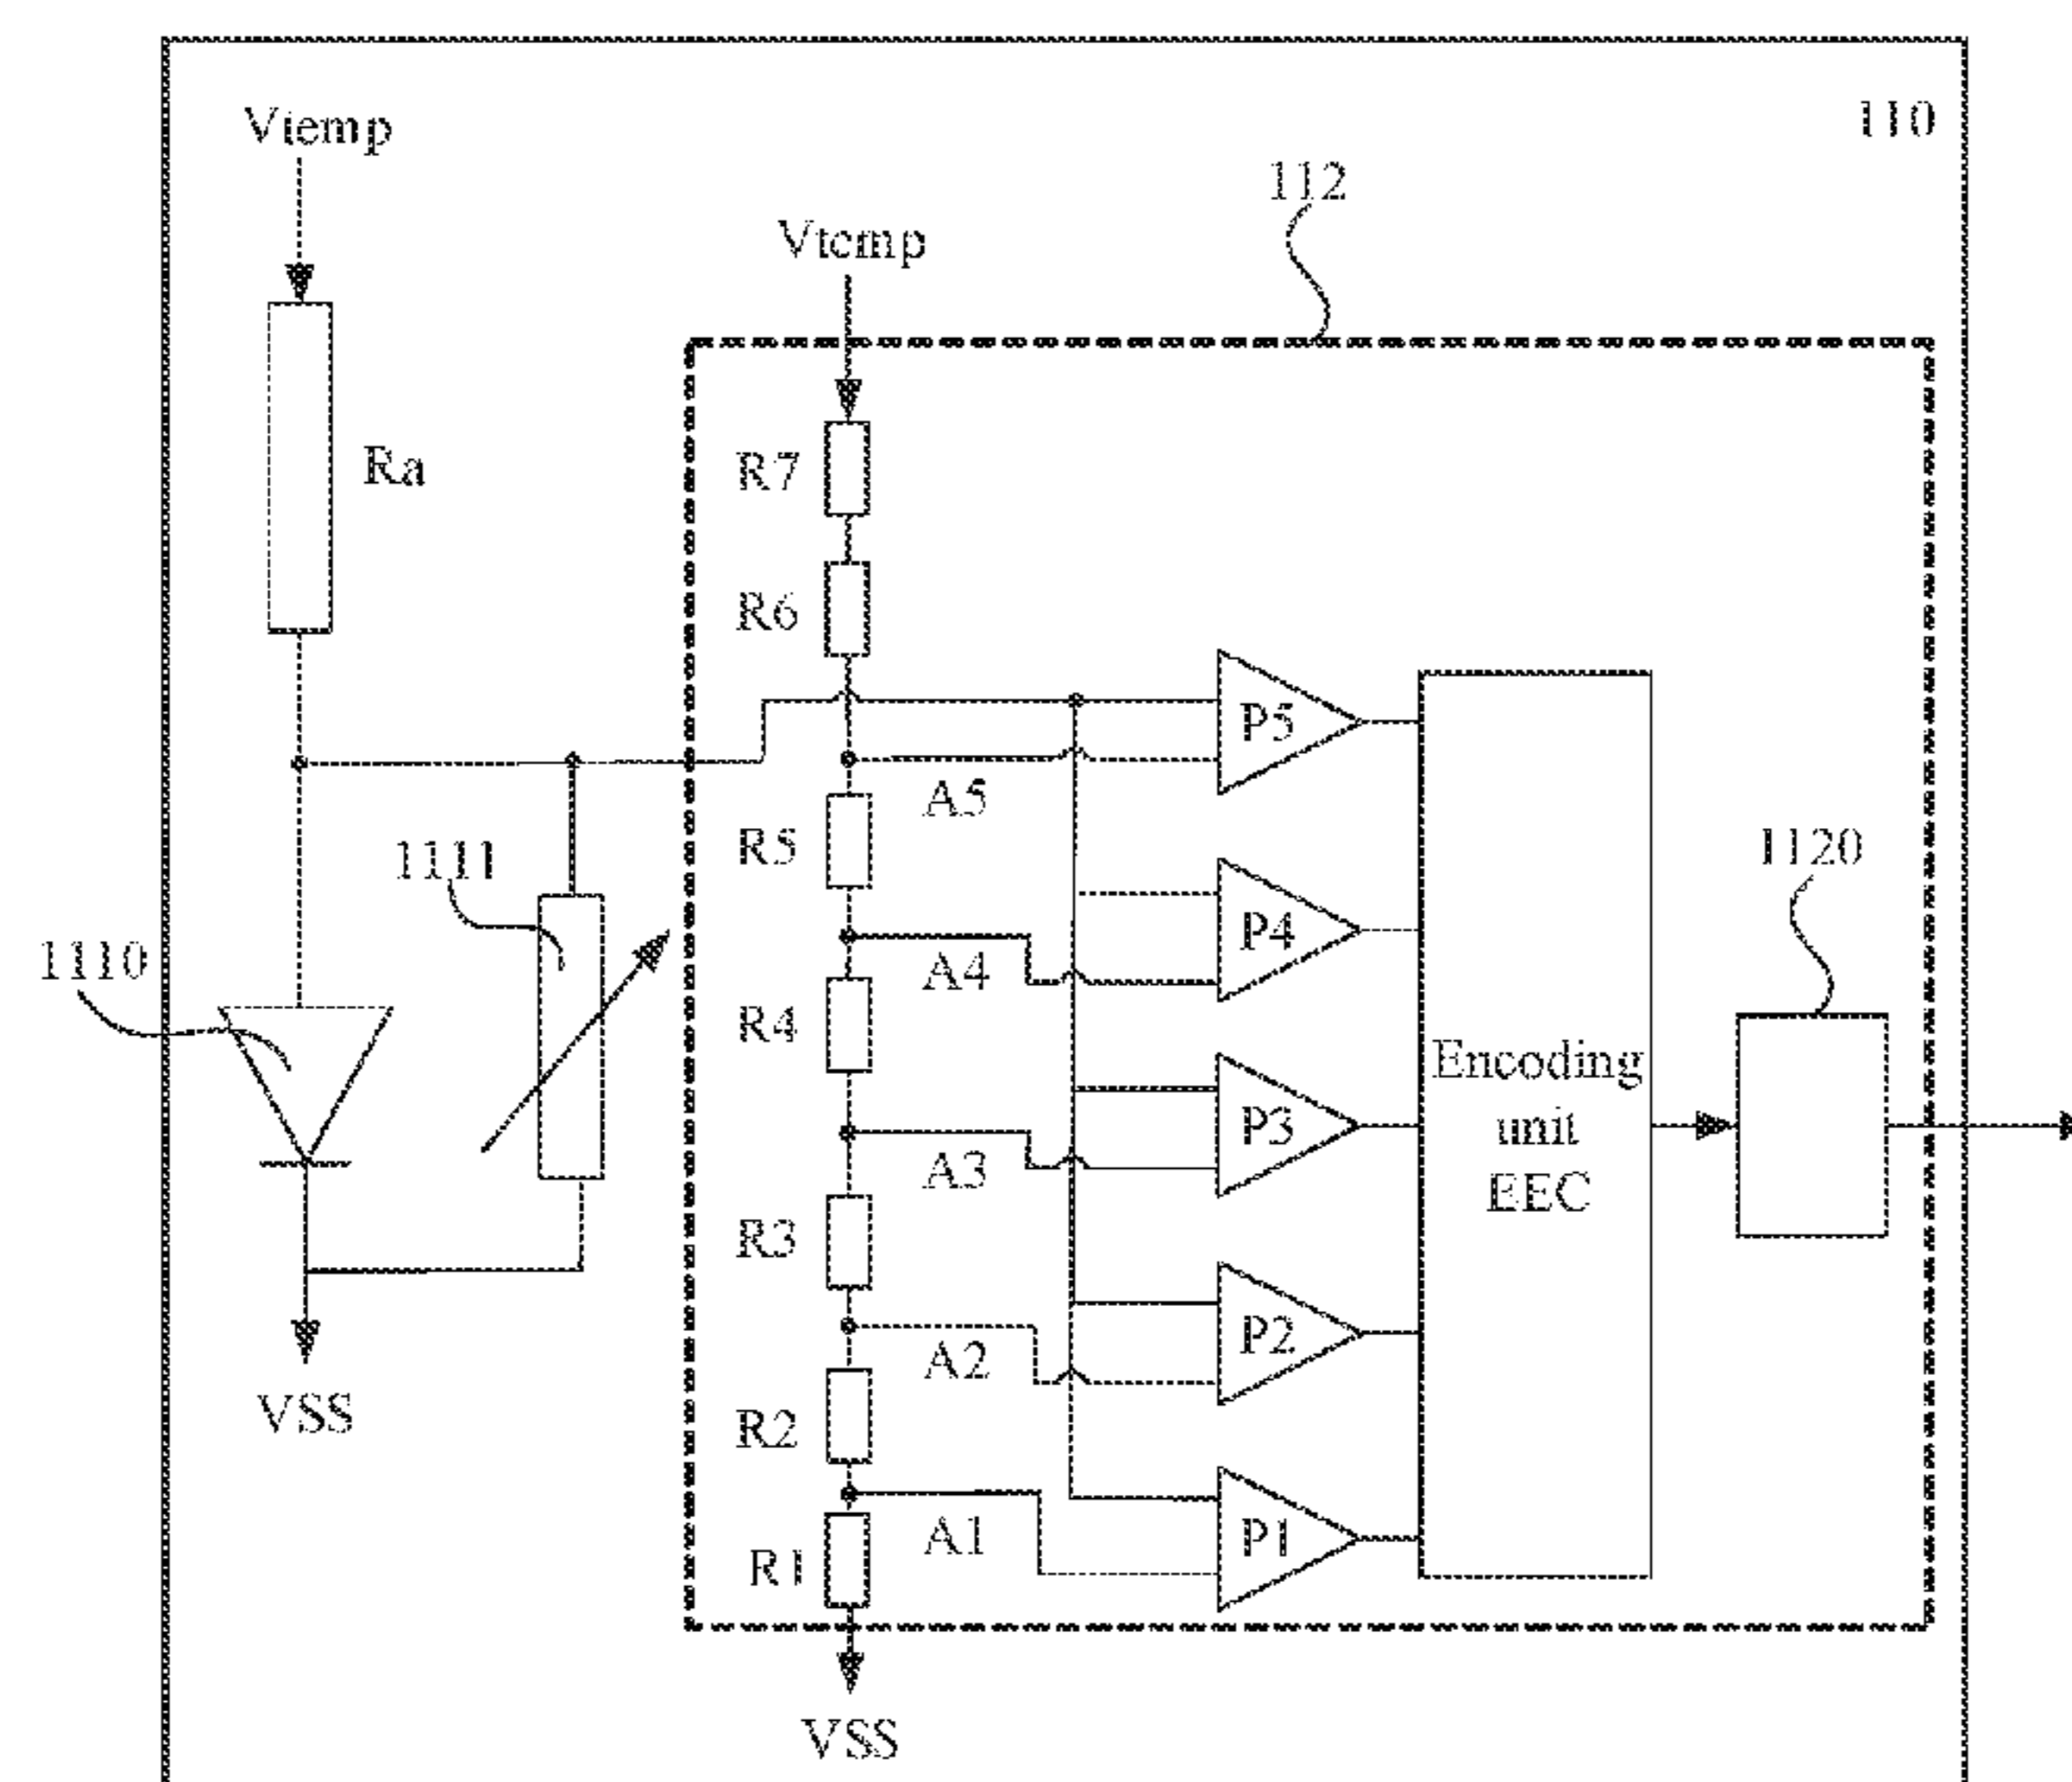 110
Vtemp
112
Vtemp
R7
Ra
R6
P5
A5
R5
1111
1120
P4
1110
A4
R4
Encoding
unit
EEC
P3
A3
R3
P2
A2
VSS
R2
P1
A1
R1
VSS